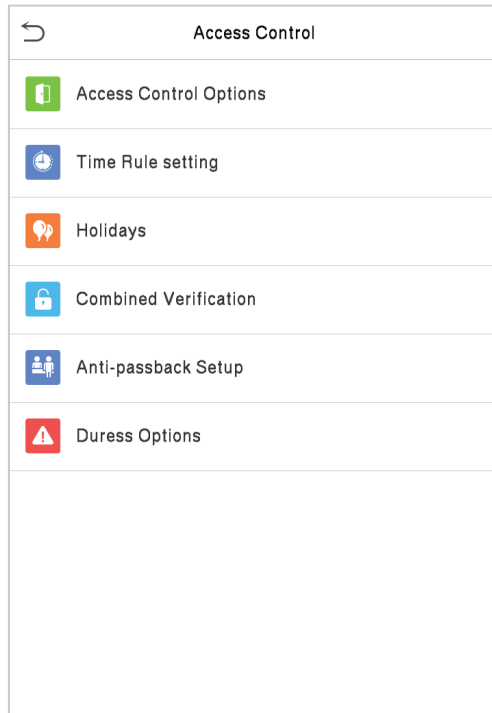 Access Control
Access Control Options
Time Rule setting
Holidays
Combined Verification
Anti-passback Setup
Duress Options